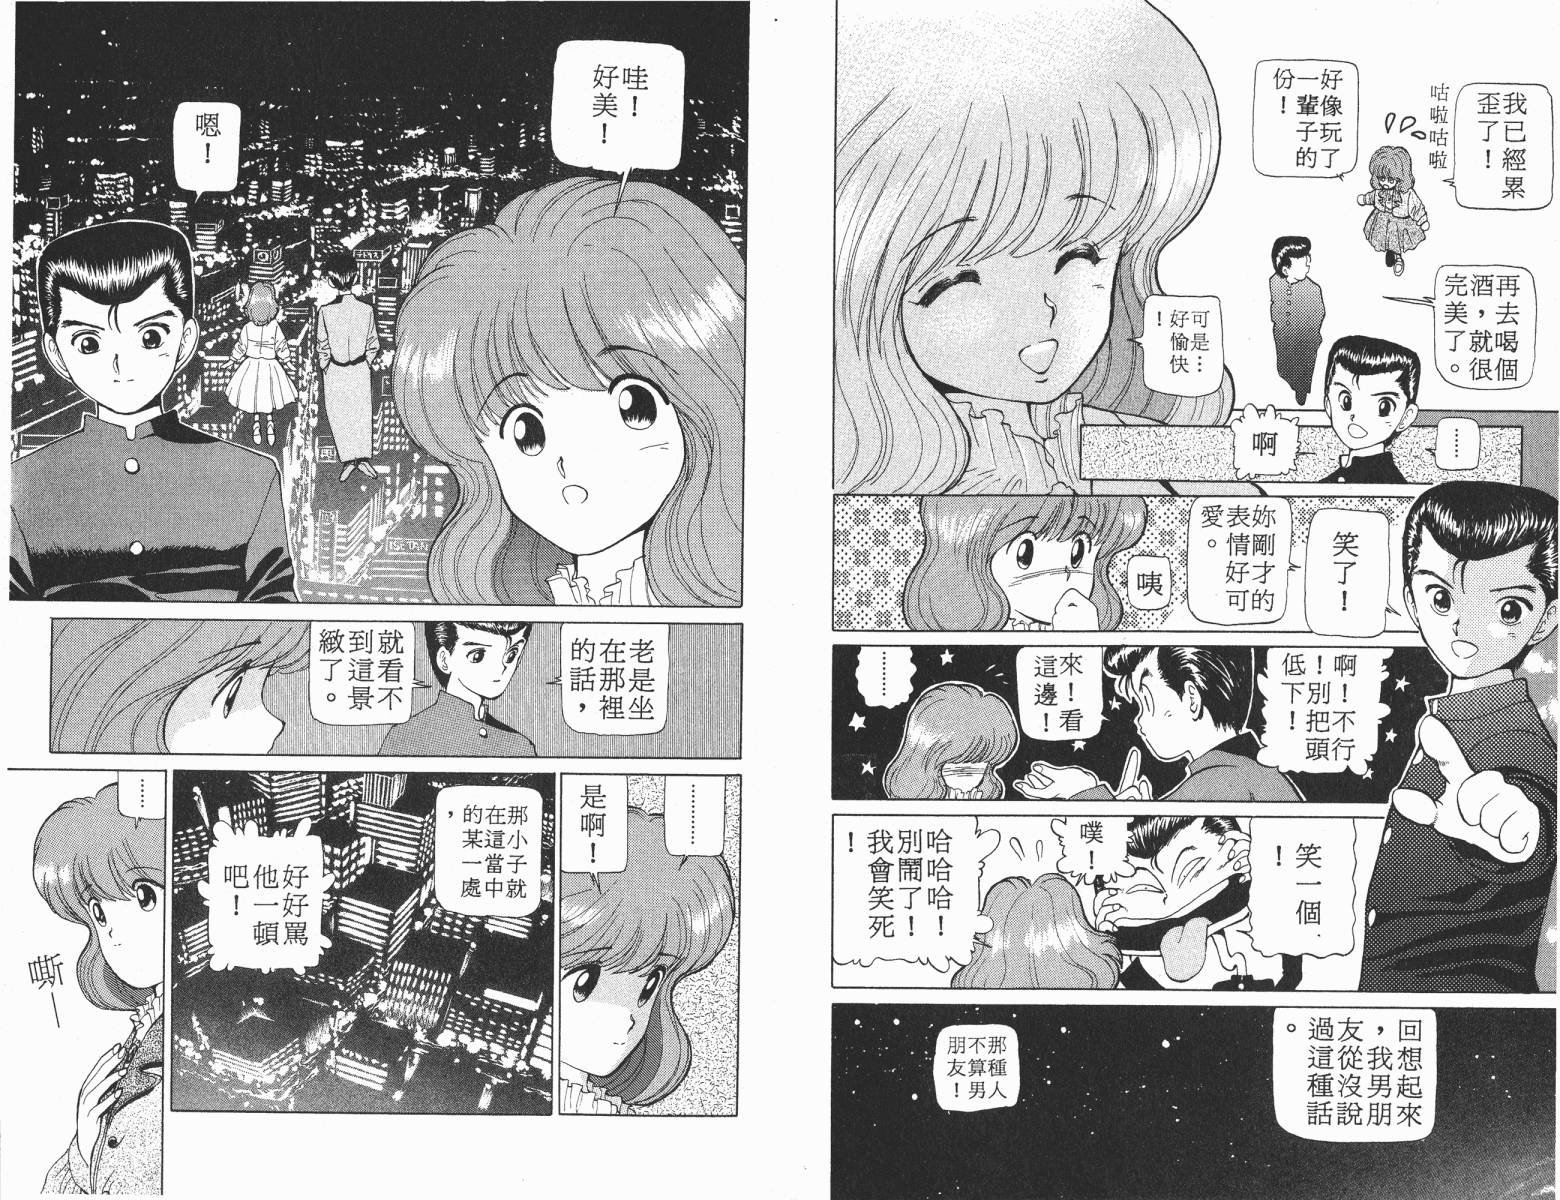 我已經累
歪了！
咕啦咕啦
好像玩了
一輩子的
份！
再去喝個
酒，就很
完美了。
可是…
好愉快
！
……
啊
笑了！
妳剛才的
表情好可
愛。
咦
啊！不行
！別把頭
低下！
來！看
這邊！
……
笑一個
！
噗！
哈哈哈！
別鬧了！
我會笑死
！
回想起來
，我男朋
友從沒說
過這種話
。
那種人
不算男
朋友！
哇！
好美！
嗯！
老是坐
在那裡
的話，
就看不
到這景
緻了。
……
是啊！
那小子就
在這當中
的某一處
，
好好罵
他一頓
吧！
……
嘶—